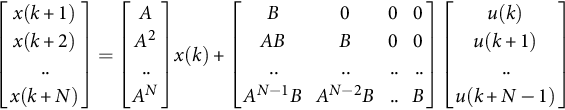 [x(k+1)] [A] [B 0 0 0] [u(k)]
[x(k+2)] = [A^2] x(k) + [AB B 0 0] [u(k+1)]
[..] [..] [.. .. .. ..] [..]
[x(k+N)] [A^N] [A^{N−1}B A^{N−2}B .. B] [u(k+N−1)]